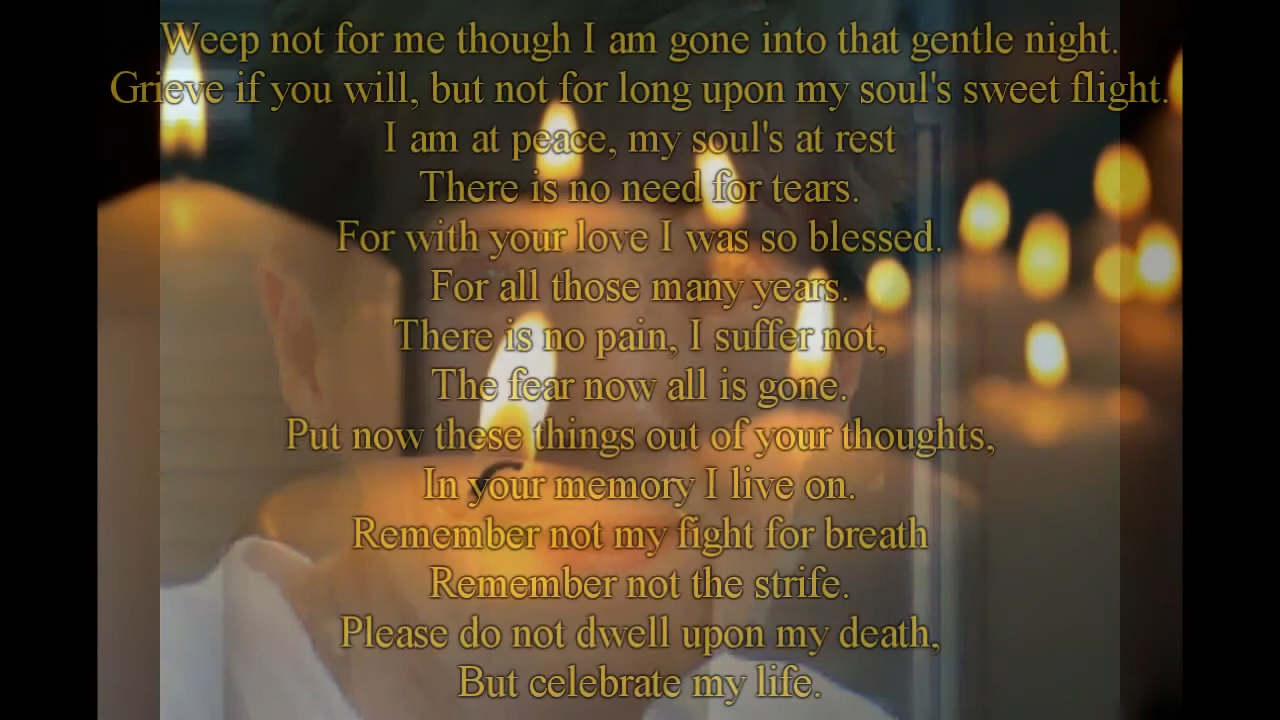 Weep not for me though I am gone into that gentle night.
Grieve if you will, but not for long upon my soul's sweet flight.
I am at peace, my soul's at rest
There is no need for tears.
For with your love I was so blessed.
For all those many years.
There is no pain, I suffer not,
The fear now all is gone.
Put now these things out of your thoughts,
In your memory I live on.
Remember not my fight for breath
Remember not the strife.
Please do not dwell upon my death,
But celebrate my life.